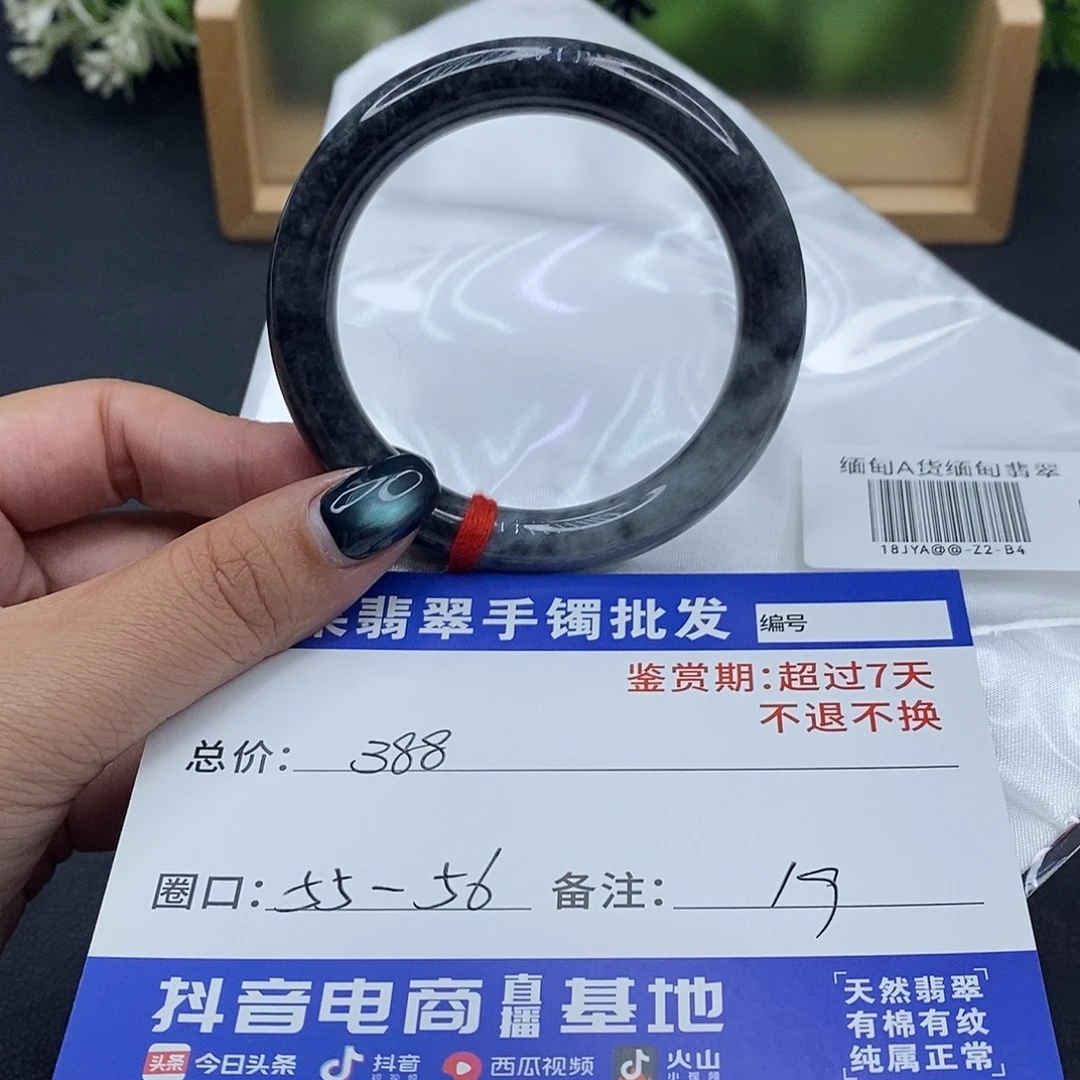 缅甸A货缅甸翡翠
18JYA@@-Z2-B4
翡翠手镯批发
编号
鉴赏期:超过7天
不退不换
总价: 388
圈口: 55-56 备注: 19
抖音电商直播基地
天然翡翠
有棉有纹
纯属正常
头条 今日头条 抖音 西瓜视频 火山